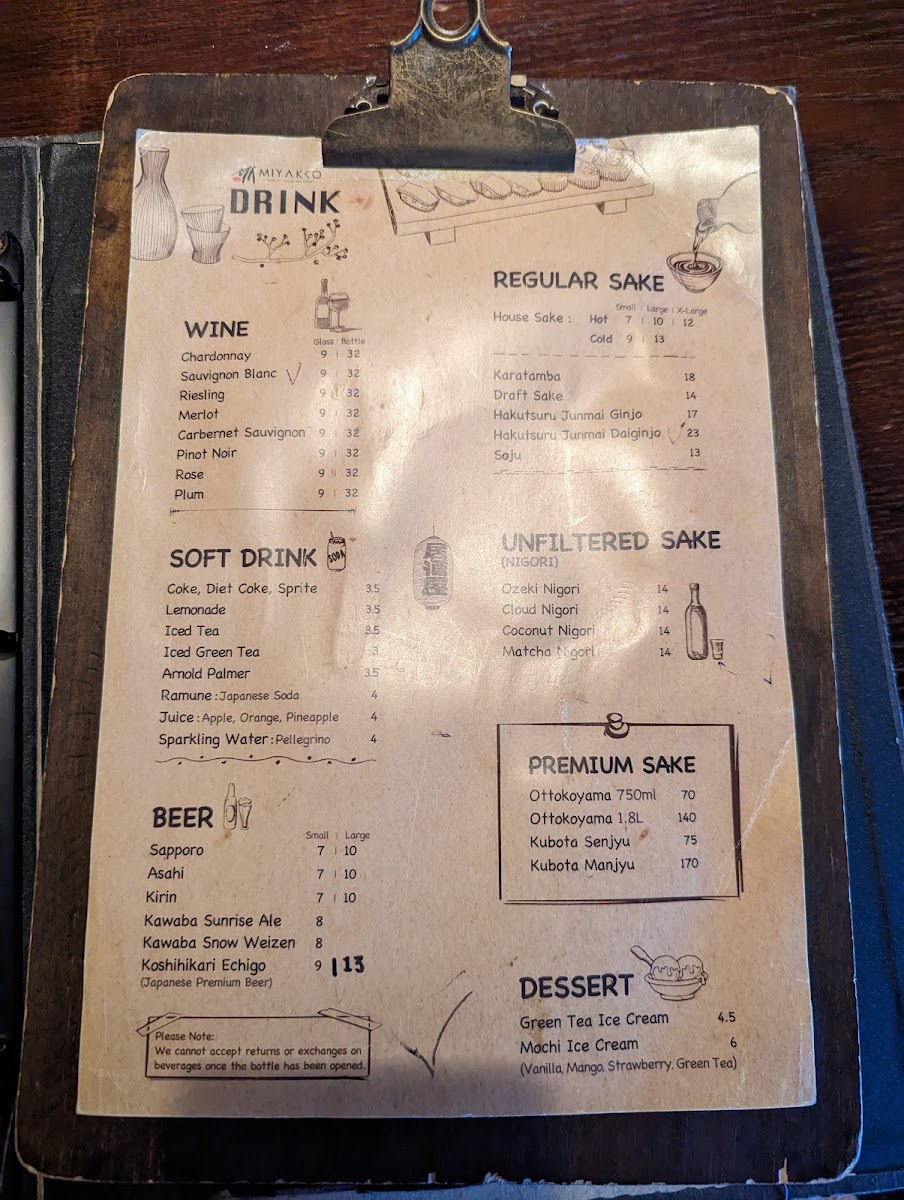 MIYAKKO
DRINK
WINE
Glass | Bottle
Chardonnay 9 | 32
Sauvignon Blanc 9 | 32
Riesling 9 32
Merlot 9 | 32
Carbernet Sauvignon 9 | 32
Pinot Noir 9 | 32
Rose 9 | 32
Plum 9 | 32
SOFT DRINK
SODA
Coke, Diet Coke, Sprite 3.5
Lemonade 3.5
Iced Tea 3.5
Iced Green Tea 3
Arnold Palmer 3.5
Ramune : Japanese Soda 4
Juice : Apple, Orange, Pineapple 4
Sparkling Water : Pellegrino 4
BEER
Small | Large
Sapporo 7 | 10
Asahi 7 | 10
Kirin 7 | 10
Kawaba Sunrise Ale 8
Kawaba Snow Weizen 8
Koshihikari Echigo 9 | 13
(Japanese Premium Beer)
Please Note:
We cannot accept returns or exchanges on
beverages once the bottle has been opened.
居酒屋
REGULAR SAKE
Small | Large | X-Large
House Sake : Hot 7 | 10 | 12
Cold 9 | 13
Karatamba 18
Draft Sake 14
Hakutsuru Junmai Ginjo 17
Hakutsuru Junmai Daiginjo 23
Soju 13
UNFILTERED SAKE
(NIGORI)
Ozeki Nigori 14
Cloud Nigori 14
Coconut Nigori 14
Matcha Nigori 14
PREMIUM SAKE
Ottokoyama 750ml 70
Ottokoyama 1.8L 140
Kubota Senjyu 75
Kubota Manjyu 170
DESSERT
Green Tea Ice Cream 4.5
Mochi Ice Cream 6
(Vanilla, Mango, Strawberry, Green Tea)